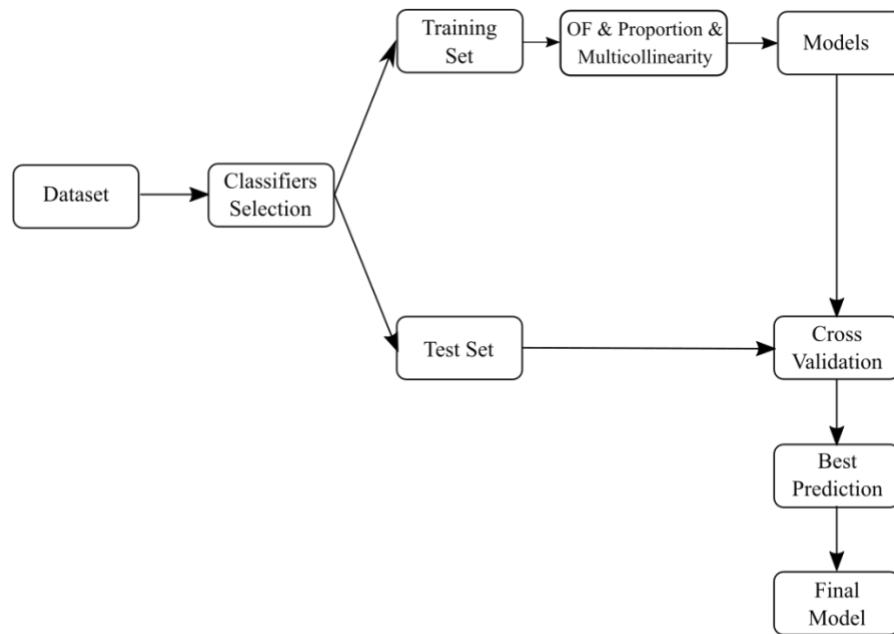 Training
Set
OF & Proportion &
Multicollinearity
Models
Dataset
Classifiers
Selection
Test Set
Cross
Validation
Best
Prediction
Final
Model